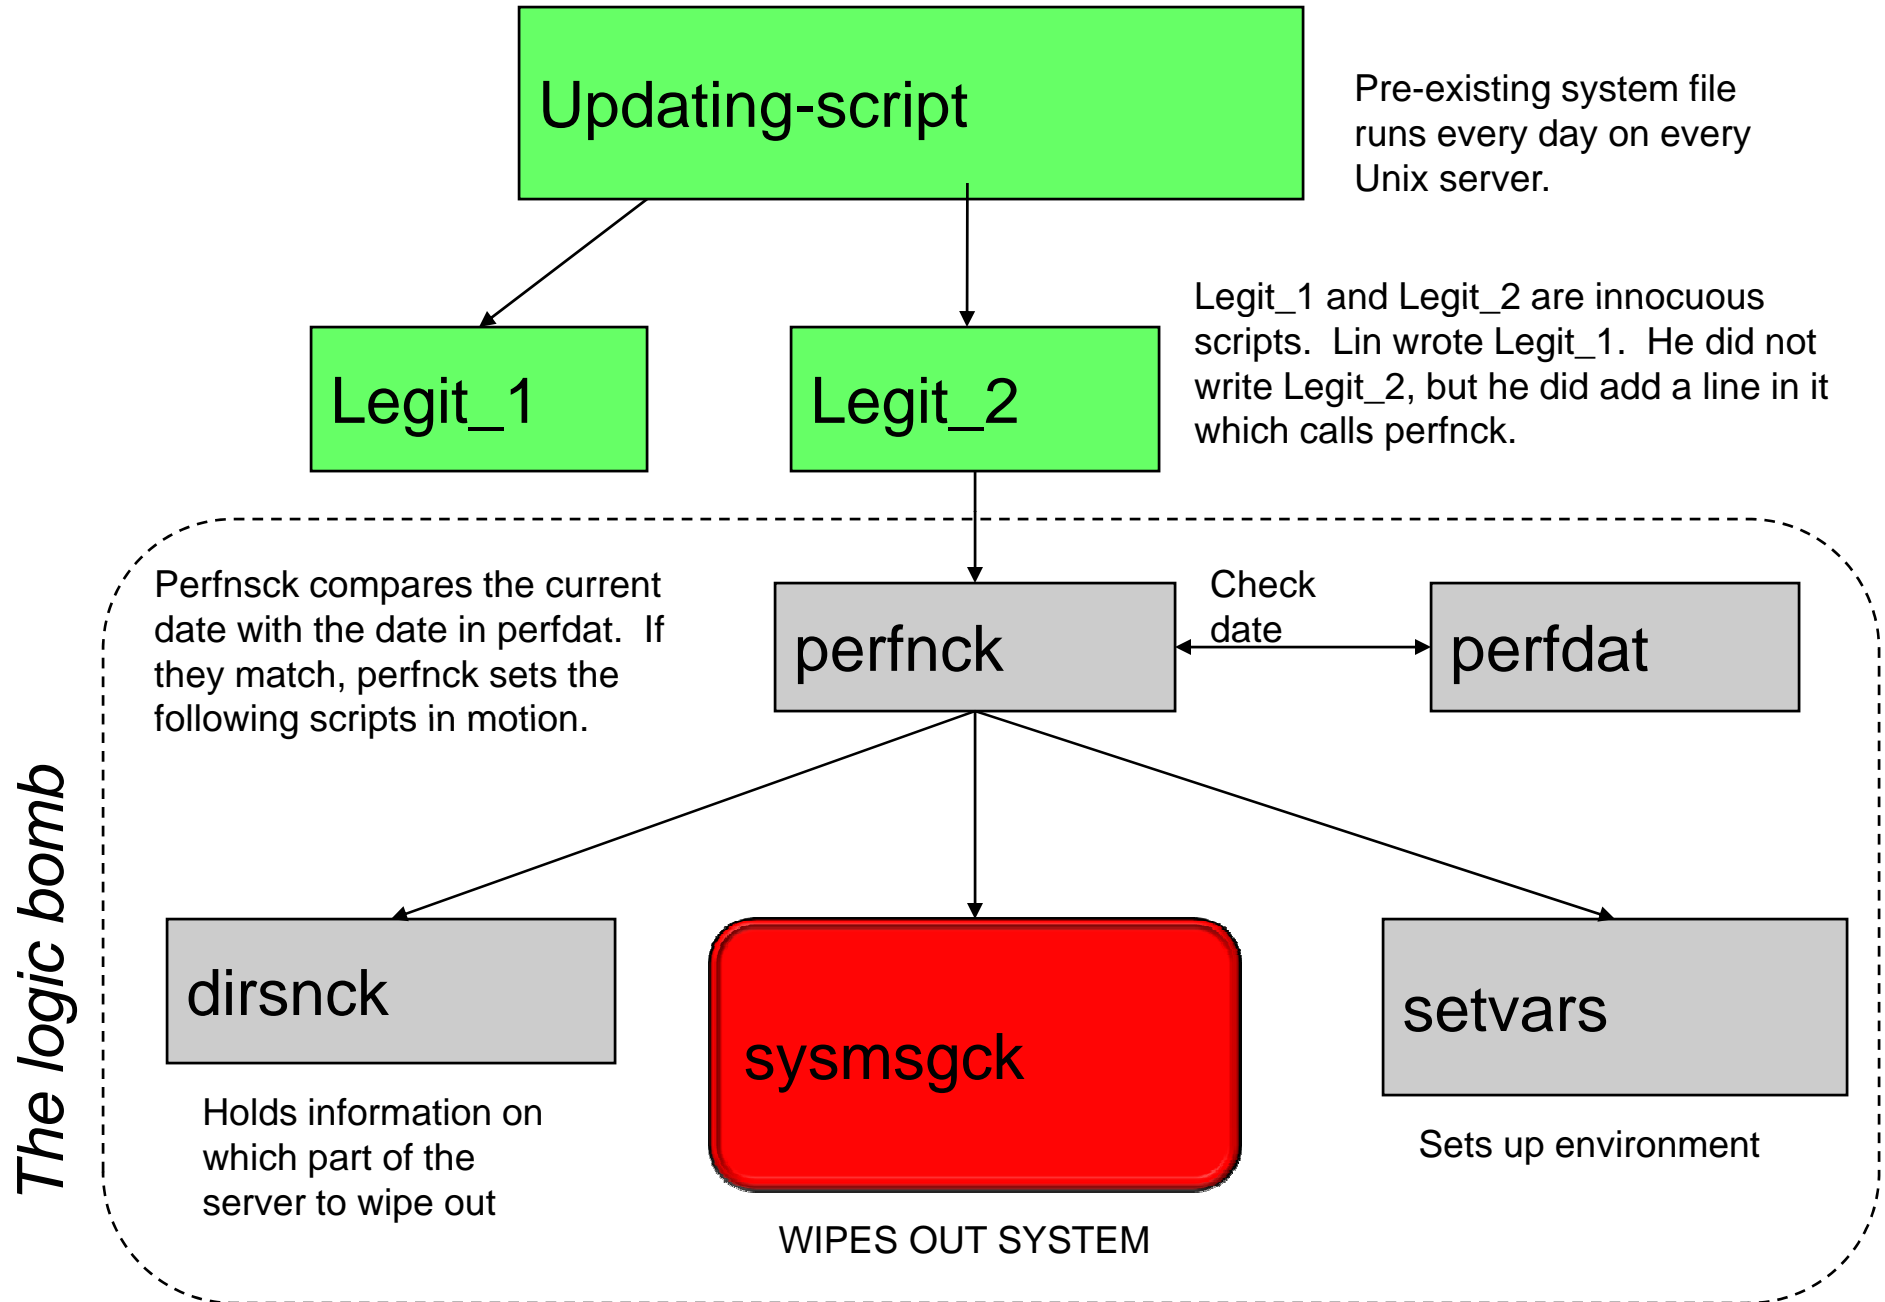 Updating-script
Pre-existing system file
runs every day on every
Unix server.
Legit_1
Legit_2
Legit_1 and Legit_2 are innocuous
scripts.  Lin wrote Legit_1.  He did not
write Legit_2, but he did add a line in it
which calls perfnck.
Perfnsck compares the current
date with the date in perfdat.  If
they match, perfnck sets the
following scripts in motion.
perfnck
Check
date
perfdat
The logic bomb
dirsnck
Holds information on
which part of the
server to wipe out
sysmsgck
WIPES OUT SYSTEM
setvars
Sets up environment